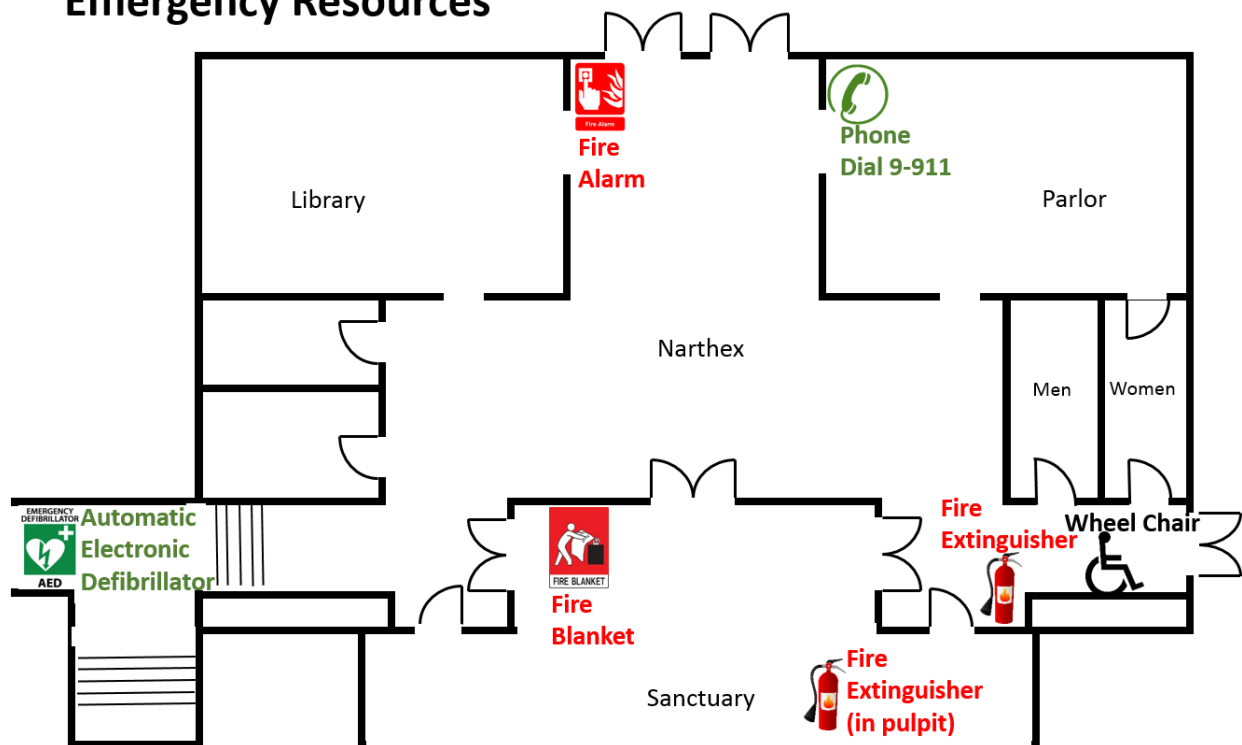 Emergency Resources
Fire Alarm
Fire
Alarm
Phone
Dial 9-911
Library
Parlor
Narthex
Men
Women
EMERGENCY
DEFIBRILLATOR
AED
Automatic
Electronic
Defibrillator
FIRE BLANKET
Fire
Blanket
Fire
Extinguisher
Wheel Chair
Sanctuary
Fire
Extinguisher
(in pulpit)